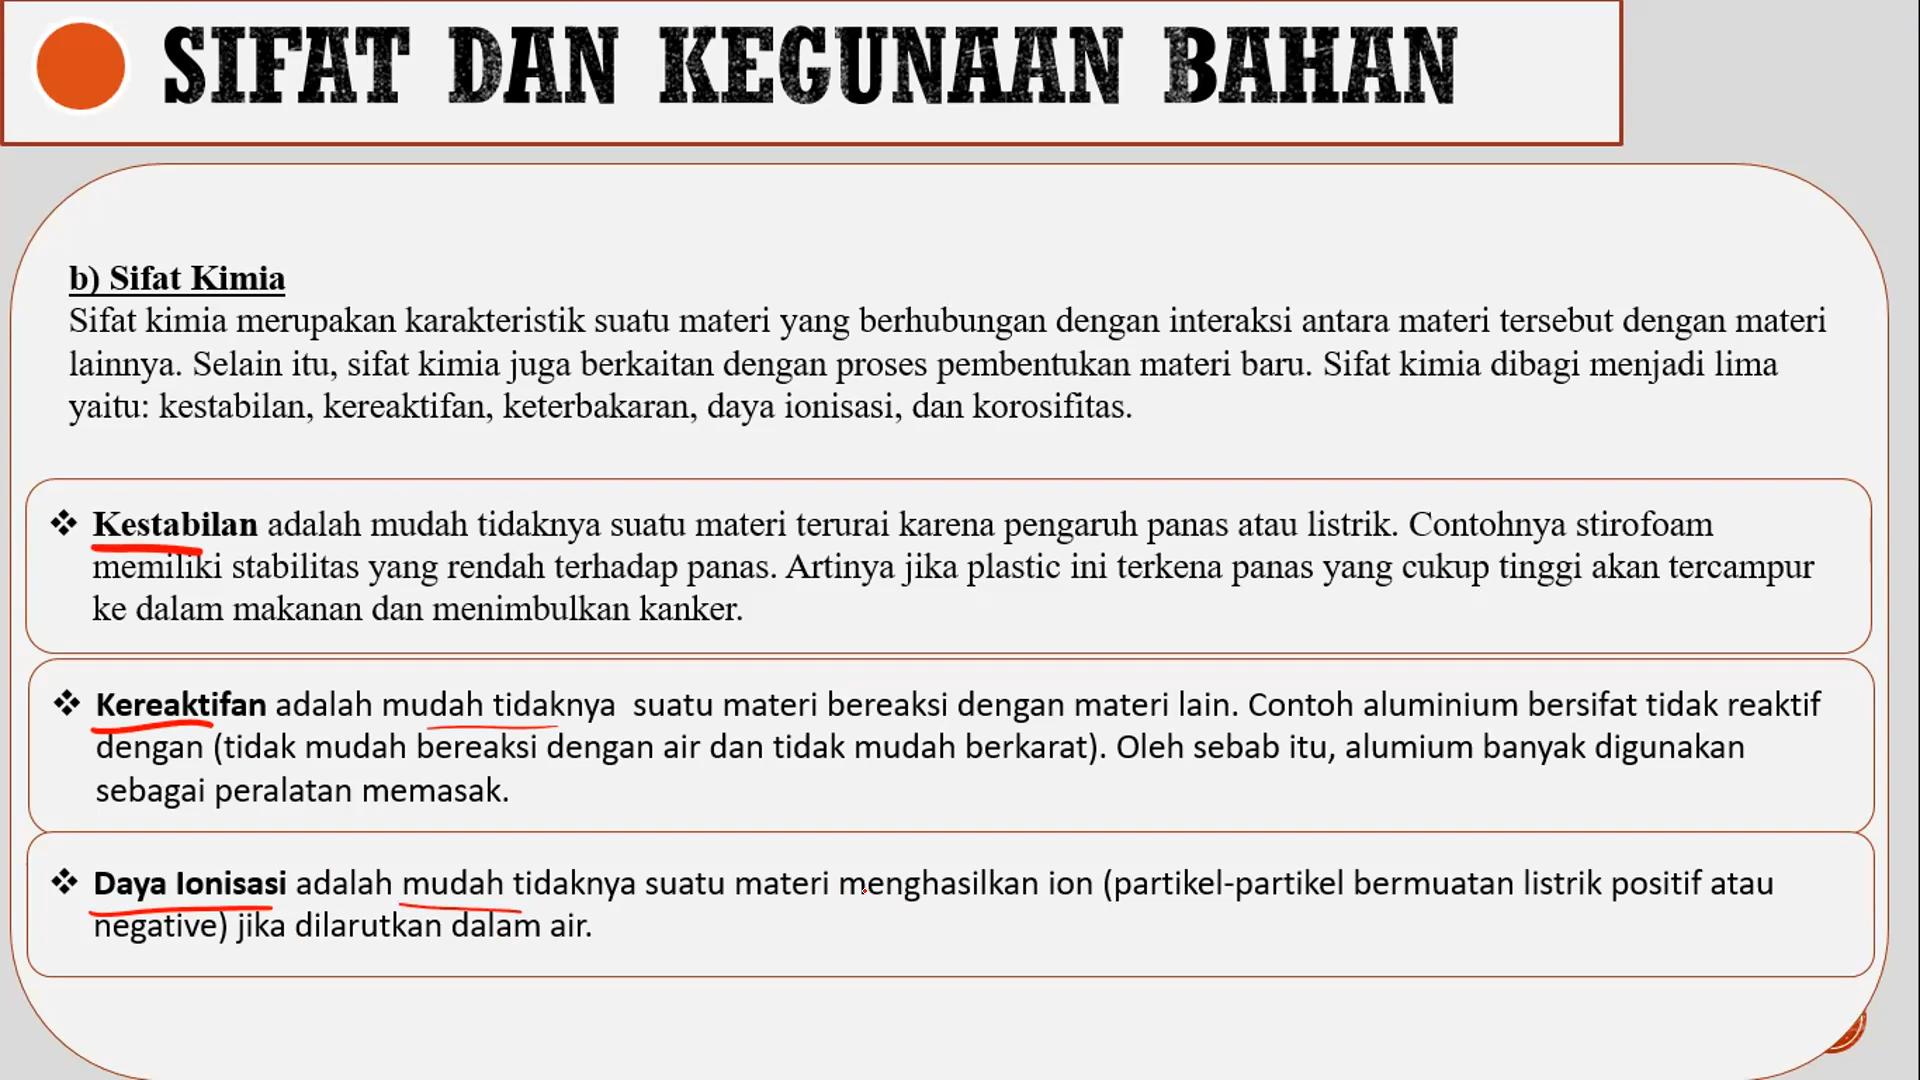 SIFAT DAN KEGUNAAN BAHAN
b) Sifat Kimia
Sifat kimia merupakan karakteristik suatu materi yang berhubungan dengan interaksi antara materi tersebut dengan materi
lainnya. Selain itu, sifat kimia juga berkaitan dengan proses pembentukan materi baru. Sifat kimia dibagi menjadi lima
yaitu: kestabilan, kereaktifan, keterbakaran, daya ionisasi, dan korosifitas.
❖ Kestabilan adalah mudah tidaknya suatu materi terurai karena pengaruh panas atau listrik. Contohnya stirofoam
memiliki stabilitas yang rendah terhadap panas. Artinya jika plastic ini terkena panas yang cukup tinggi akan tercampur
ke dalam makanan dan menimbulkan kanker.
❖ Kereaktifan adalah mudah tidaknya suatu materi bereaksi dengan materi lain. Contoh aluminium bersifat tidak reaktif
dengan (tidak mudah bereaksi dengan air dan tidak mudah berkarat). Oleh sebab itu, alumium banyak digunakan
sebagai peralatan memasak.
❖ Daya Ionisasi adalah mudah tidaknya suatu materi menghasilkan ion (partikel-partikel bermuatan listrik positif atau
negative) jika dilarutkan dalam air.